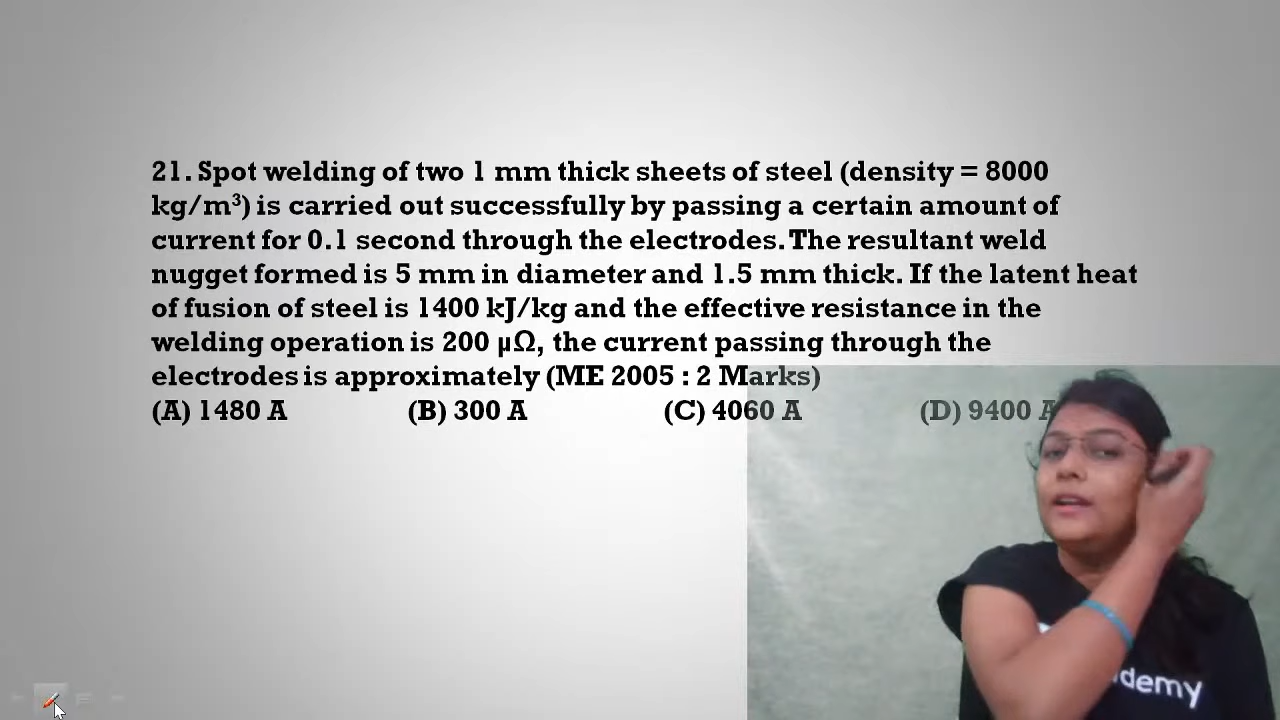 21. Spot welding of two 1 mm thick sheets of steel (density = 8000
kg/m³) is carried out successfully by passing a certain amount of
current for 0.1 second through the electrodes. The resultant weld
nugget formed is 5 mm in diameter and 1.5 mm thick. If the latent heat
of fusion of steel is 1400 kJ/kg and the effective resistance in the
welding operation is 200 μΩ, the current passing through the
electrodes is approximately (ME 2005 : 2 Marks)
(A) 1480 A (B) 300 A (C) 4060 A (D) 9400 A